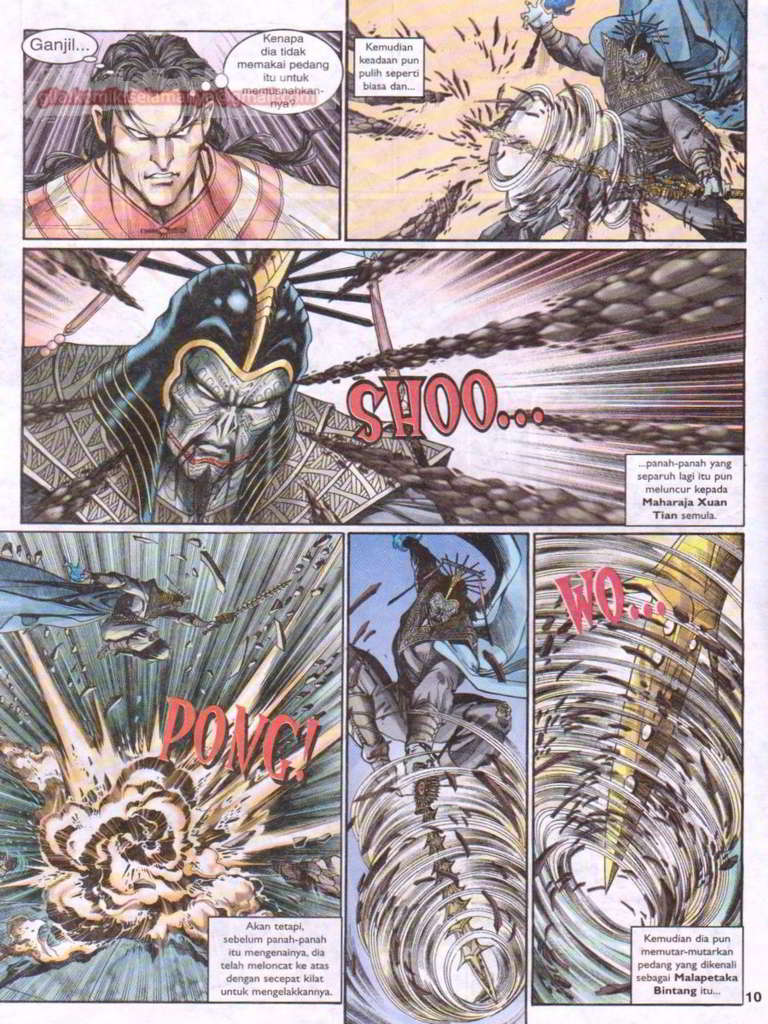 Ganjil...
Kenapa
dia tidak
memakai pedang
itu untuk
memusnahkan-
nya?
Kemudian
keadaan pun
pulih seperti
biasa dan...
SHOO...
...panah-panah yang
separuh lagi itu pun
meluncur kepada
Maharaja Xuan
Tian semula.
PONG!
Akan tetapi,
sebelum panah-panah
itu mengenainya, dia
telah meloncat ke atas
dengan secepat kilat
untuk mengelakkannya.
WO...
Kemudian dia pun
memutar-mutarkan
pedang yang dikenali
sebagai Malapetaka
Bintang itu...
10